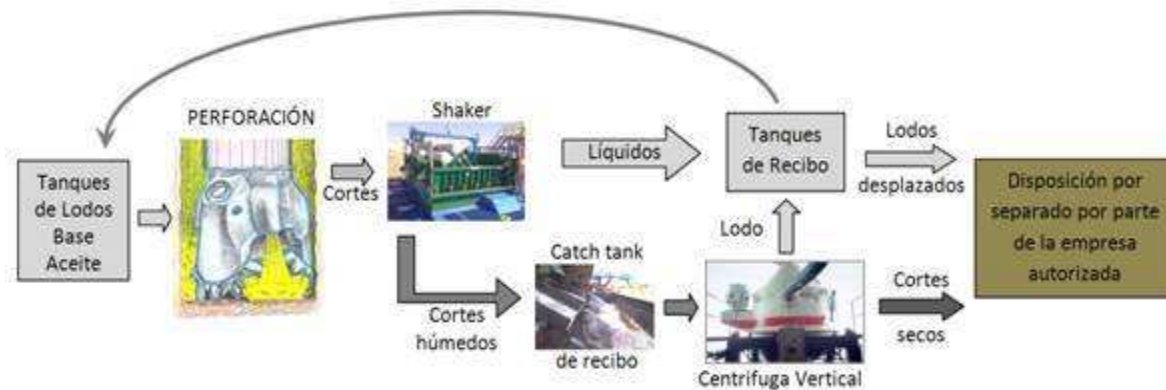 PERFORACIÓN
Shaker
Tanques
de Lodos
Base
Aceite
Cortes
Líquidos
Tanques
de Recibo
Lodos
desplazados
Disposición por
separado por parte
de la empresa
autorizada
Cortes
húmedos
Catch tank
de recibo
Lodo
Centrifuga Vertical
Cortes
secos